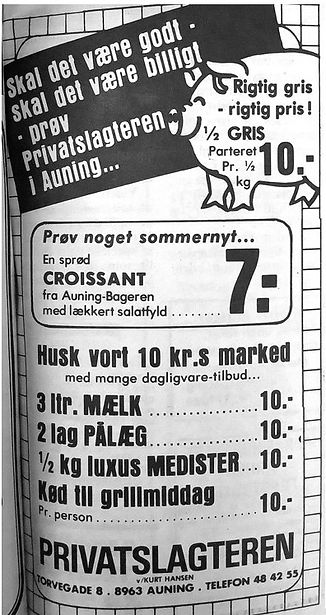 Skal det være godt -
skal det være billigt
- prøv
Privatslagteren
i Auning...
Rigtig gris
- rigtig pris!
½ GRIS
Parteret
Pr. ½
kg
10.-
Prøv noget sommernyt...
En sprød
CROISSANT
fra Auning-Bageren
med lækkert salatfyld ........
7:-
Husk vort 10 kr.s marked
med mange dagligvare-tilbud...
3 ltr. MÆLK .............. 10.-
2 lag PÅLÆG.............. 10.-
½ kg luxus MEDISTER... 10.-
Kød til grillmiddag
Pr. person .................... 10.-
PRIVATSLAGTEREN
v/KURT HANSEN
TORVEGADE 8 . 8963 AUNING . TELEFON 48 42 55